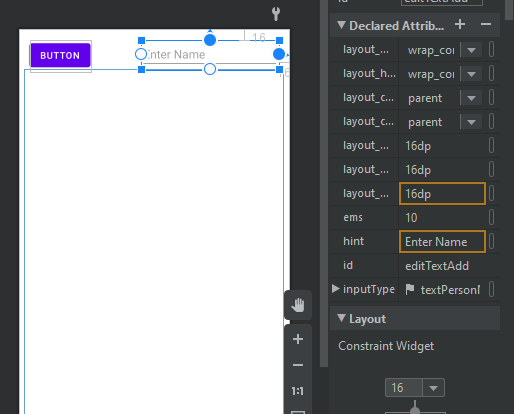 id
editTextAdd
Declared Attrib...
layout_... wrap_co
layout_h... wrap_co
layout_c... parent
layout_c... parent
layout_... 16dp
layout_... 16dp
layout_... 16dp
ems 10
hint Enter Name
id editTextAdd
inputType textPersonN
Layout
Constraint Widget
16
BUTTON
Enter Name
16
1:1